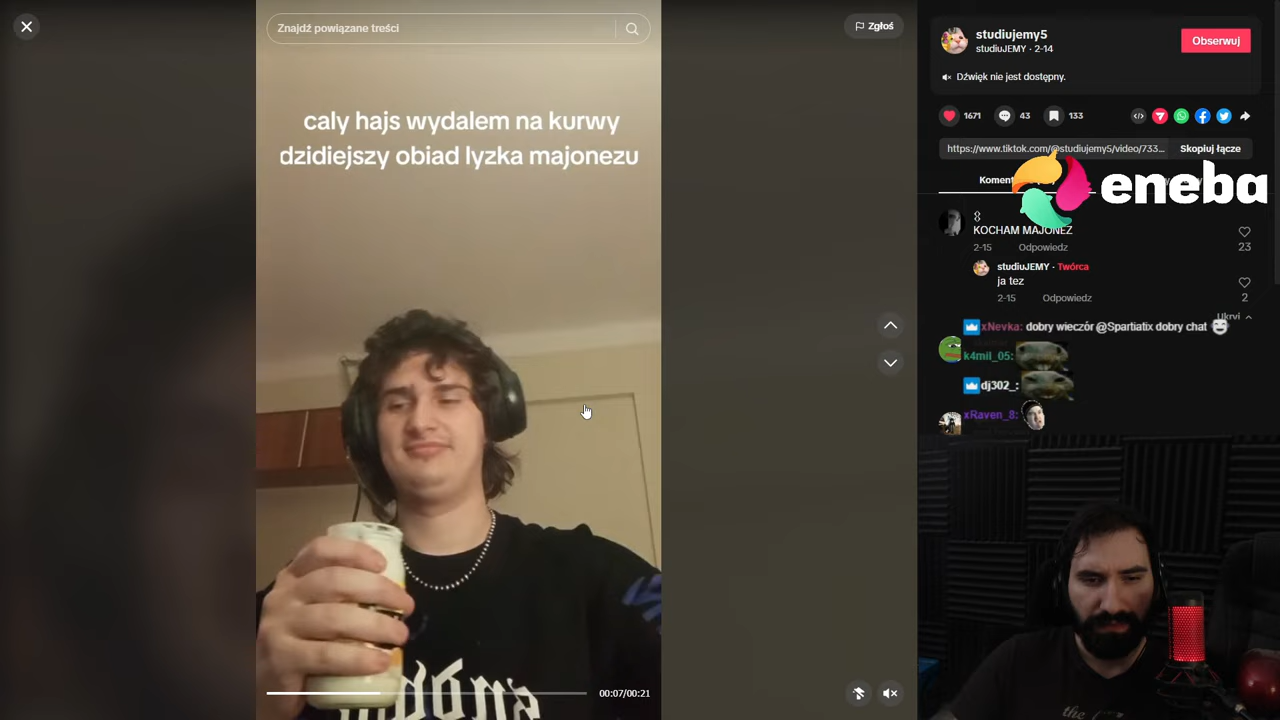 Znajdź powiązane treści
Zgłoś
caly hajs wydalem na kurwy
dzidiejszy obiad lyzka majonezu
00:07/00:21
studiujemy5
studiuJEMY · 2-14
Obserwuj
Dźwięk nie jest dostępny.
1671
43
133
https://www.tiktok.com/@studiujemy5/video/733...
Skopiuj łącze
eneba
KOCHAM MAJONEZ
2-15 Odpowiedz
23
studiuJEMY · Twórca
ja tez
2-15 Odpowiedz
2
Ukryj
xNevka: dobry wieczór @Spartiatix dobry chat
k4mil_05:
dj302_:
xRaven_8:
the